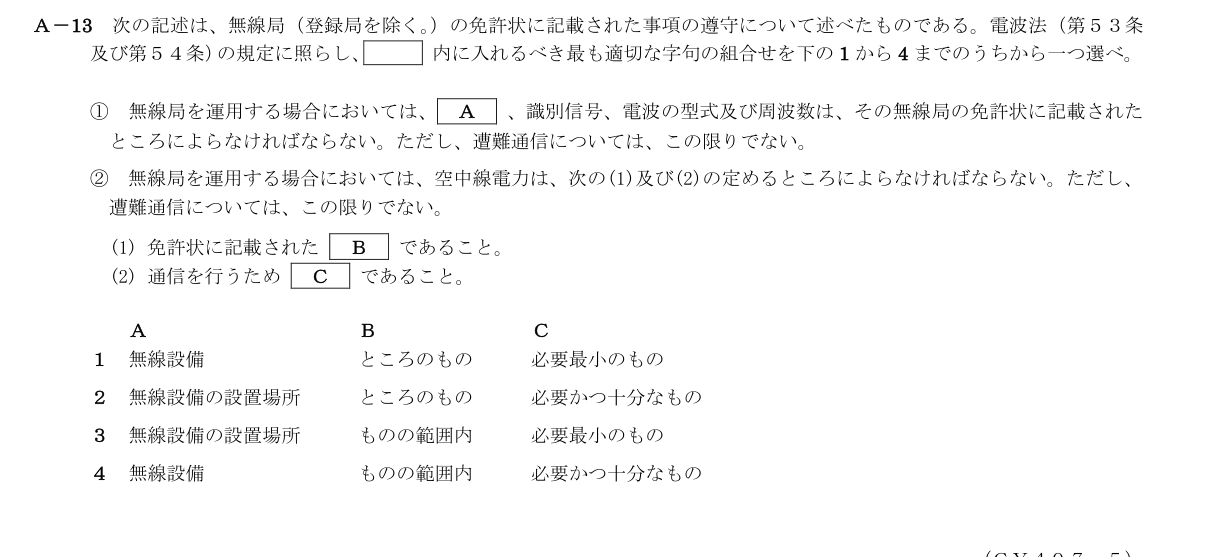 A－13 次の記述は、無線局（登録局を除く。）の免許状に記載された事項の遵守について述べたものである。電波法（第５３条
及び第５４条）の規定に照らし、 内に入れるべき最も適切な字句の組合せを下の1から4までのうちから一つ選べ。
① 無線局を運用する場合においては、 A 、識別信号、電波の型式及び周波数は、その無線局の免許状に記載された
ところによらなければならない。ただし、遭難通信については、この限りでない。
② 無線局を運用する場合においては、空中線電力は、次の(1)及び(2)の定めるところによらなければならない。ただし、
遭難通信については、この限りでない。
(1) 免許状に記載された B であること。
(2) 通信を行うため C であること。
A B C
1 無線設備 ところのもの 必要最小のもの
2 無線設備の設置場所 ところのもの 必要かつ十分なもの
3 無線設備の設置場所 ものの範囲内 必要最小のもの
4 無線設備 ものの範囲内 必要かつ十分なもの